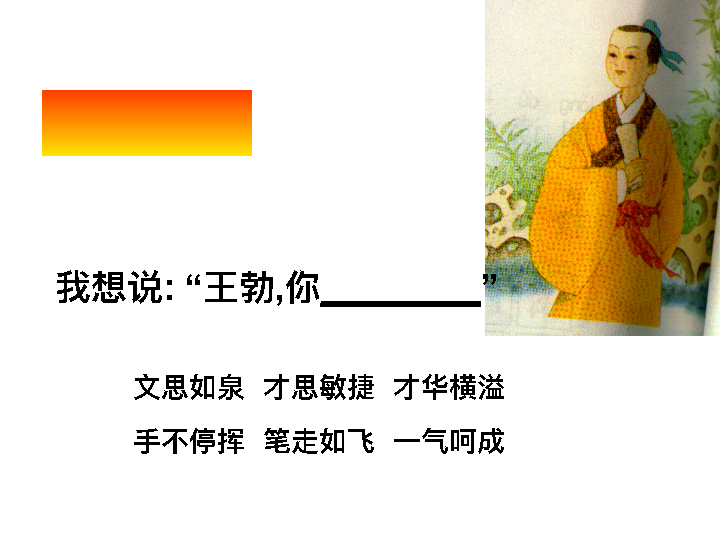 我想说: “王勃,你_________”
文思如泉 才思敏捷 才华横溢
手不停挥 笔走如飞 一气呵成